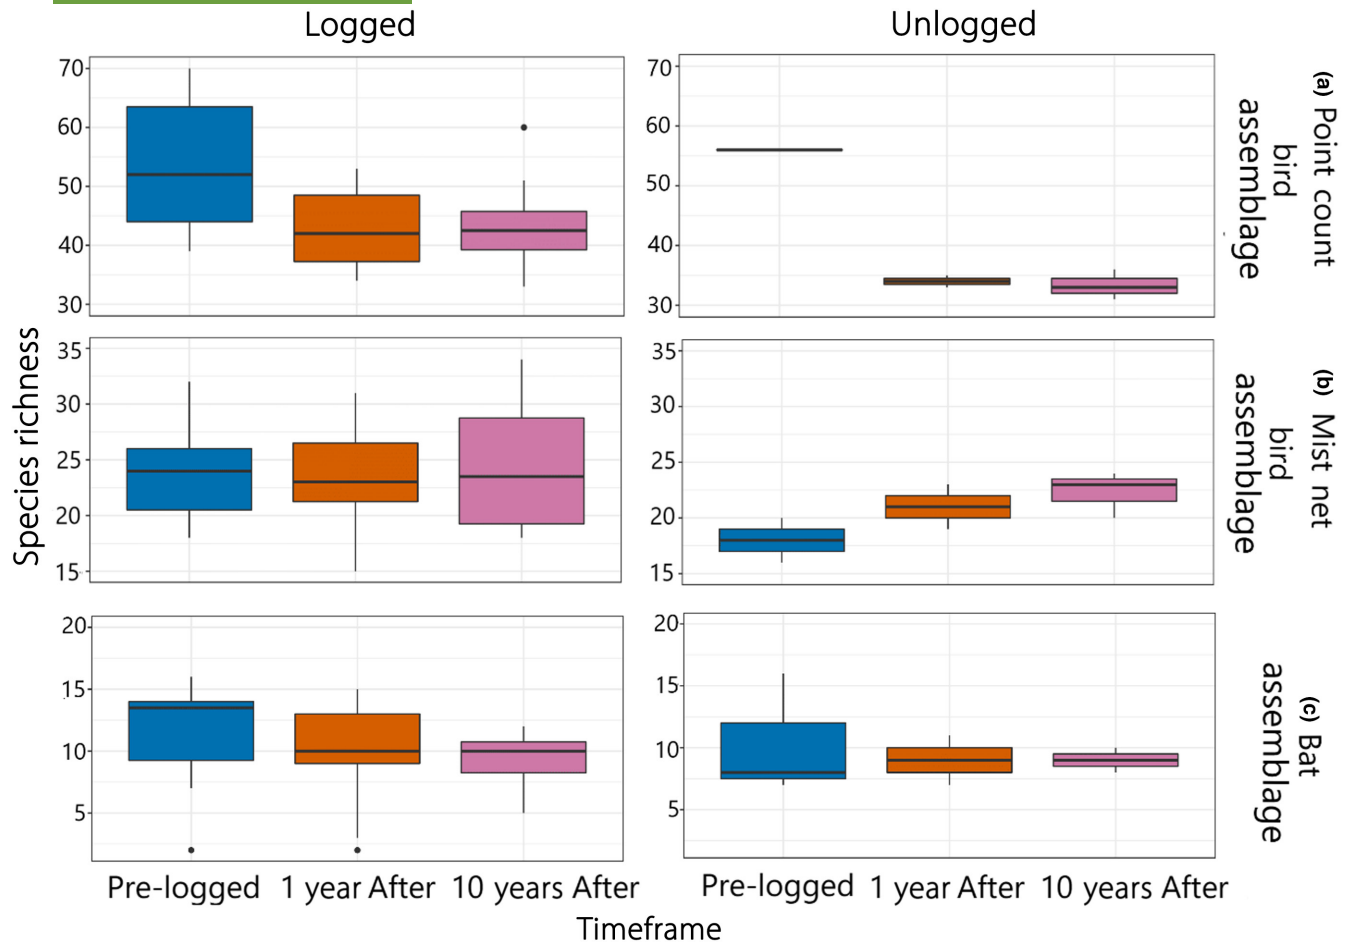 Logged
Unlogged
70
60
50
40
30
70
60
50
40
30
(a) Point count
bird
assemblage
Species richness
35
30
25
20
15
35
30
25
20
15
(b) Mist net
bird
assemblage
20
15
10
5
20
15
10
5
(c) Bat
assemblage
Pre-logged 1 year After 10 years After
Pre-logged 1 year After 10 years After
Timeframe